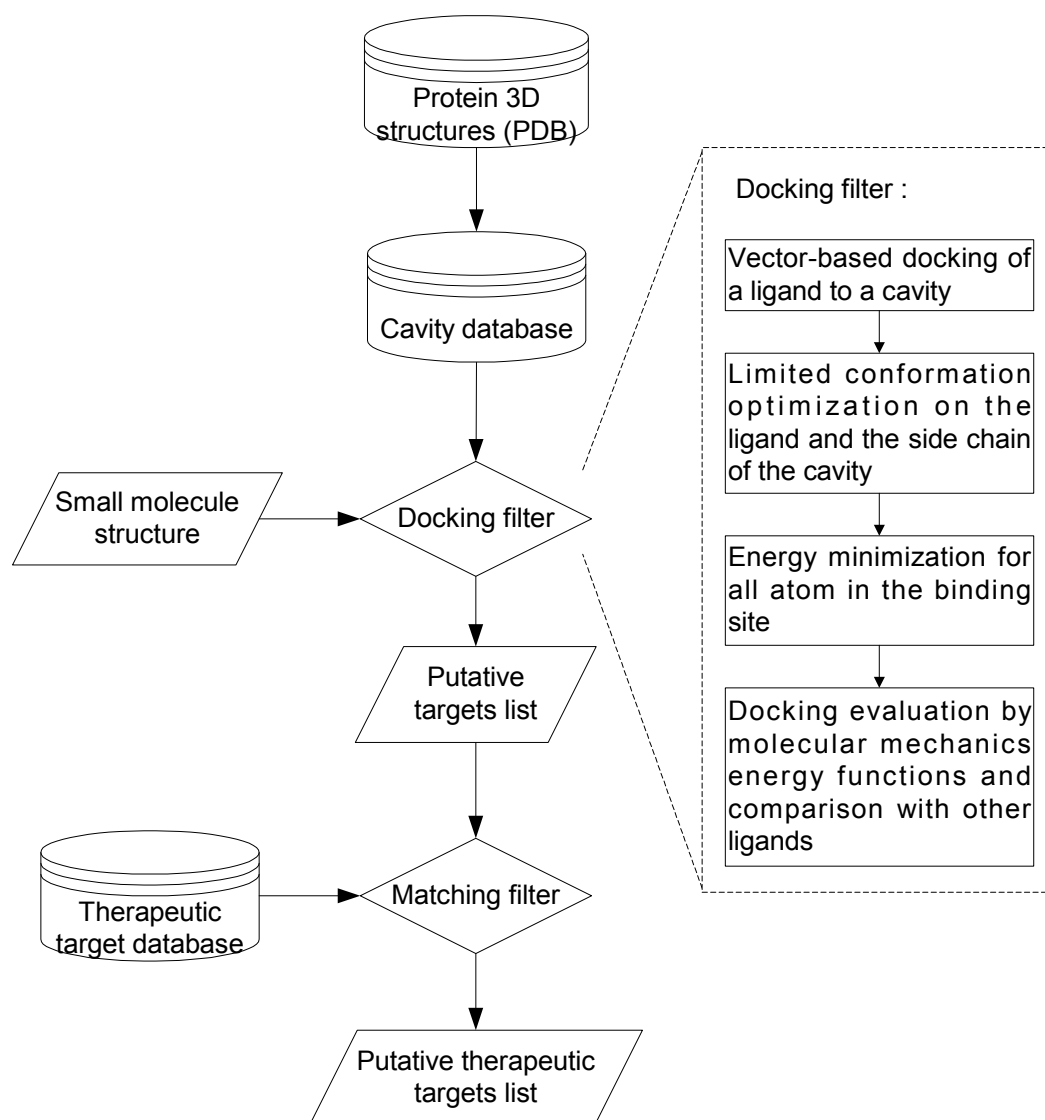 Protein 3D
structures (PDB)
Cavity database
Small molecule
structure
Docking filter
Putative
targets list
Therapeutic
target database
Matching filter
Putative therapeutic
targets list
Docking filter :
Vector-based docking of
a ligand to a cavity
Limited conformation
optimization on the
ligand and the side chain
of the cavity
Energy minimization for
all atom in the binding
site
Docking evaluation by
molecular mechanics
energy functions and
comparison with other
ligands